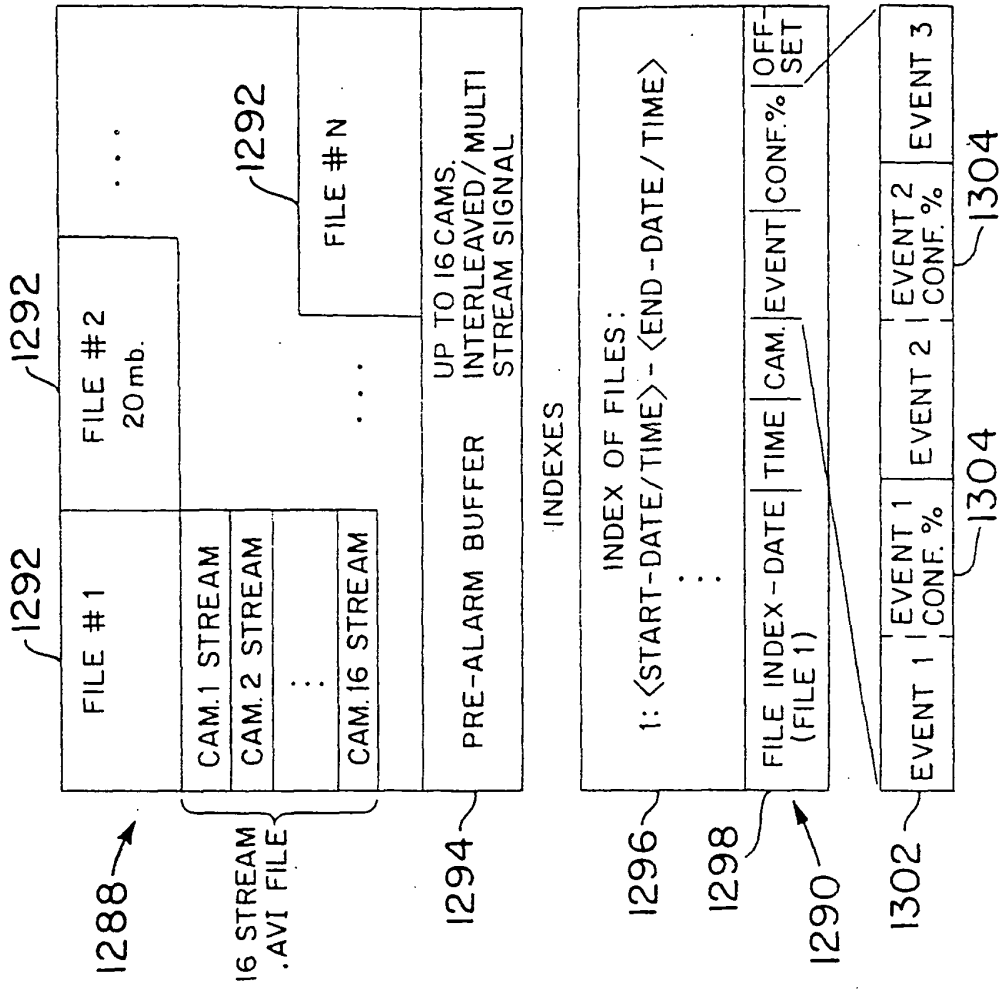 1292
1292
FILE #1
FILE #2
20 mb.
...
1288
1292
CAM.1 STREAM
CAM. 2 STREAM
⋮
CAM.16 STREAM
16 STREAM
.AVI FILE
...
FILE #N
1294
PRE-ALARM BUFFER
UP TO 16 CAMS.
INTERLEAVED/MULTI
STREAM SIGNAL
INDEXES
1296
INDEX OF FILES:
1: <START-DATE/TIME> - <END-DATE/TIME>
⋮
1298
FILE INDEX-DATE | TIME | CAM. | EVENT | CONF.% | OFF-
(FILE 1) SET
1290
1302
EVENT 1 | EVENT 1 | EVENT 2 | EVENT 2 | EVENT 3
CONF. % CONF. %
1304
1304